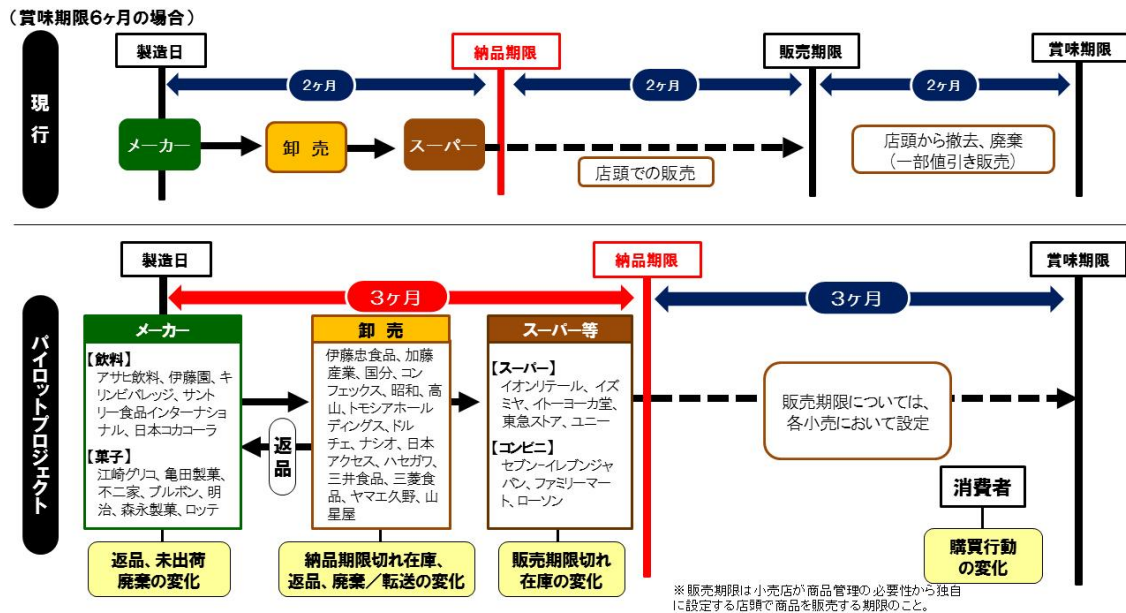 （賞味期限6ヶ月の場合）
現行
製造日
納品期限
販売期限
賞味期限
2ヶ月
2ヶ月
2ヶ月
メーカー
卸 売
スーパー
店頭での販売
店頭から撤去、廃棄
（一部値引き販売）
パイロットプロジェクト
製造日
納品期限
賞味期限
3ヶ月
3ヶ月
メーカー
【飲料】
アサヒ飲料、伊藤園、キ
リンビバレッジ、サント
リー食品インターナショ
ナル、日本コカコーラ
【菓子】
江崎グリコ、亀田製菓、
不二家、ブルボン、明
治、森永製菓、ロッテ
返品
卸 売
伊藤忠食品、加藤
産業、国分、コン
フェックス、昭和、高
山、トモシアホール
ディングス、ドル
チェ、ナシオ、日本
アクセス、ハセガワ、
三井食品、三菱食
品、ヤマエ久野、山
星屋
スーパー等
【スーパー】
イオンリテール、イズ
ミヤ、イトーヨーカ堂、
東急ストア、ユニー
【コンビニ】
セブン-イレブンジャ
パン、ファミリーマー
ト、ローソン
販売期限については、
各小売において設定
消費者
返品、未出荷
廃棄の変化
納品期限切れ在庫、
返品、廃棄／転送の変化
販売期限切れ
在庫の変化
購買行動
の変化
※販売期限は小売店が商品管理の必要性から独自
に設定する店頭で商品を販売する期限のこと。